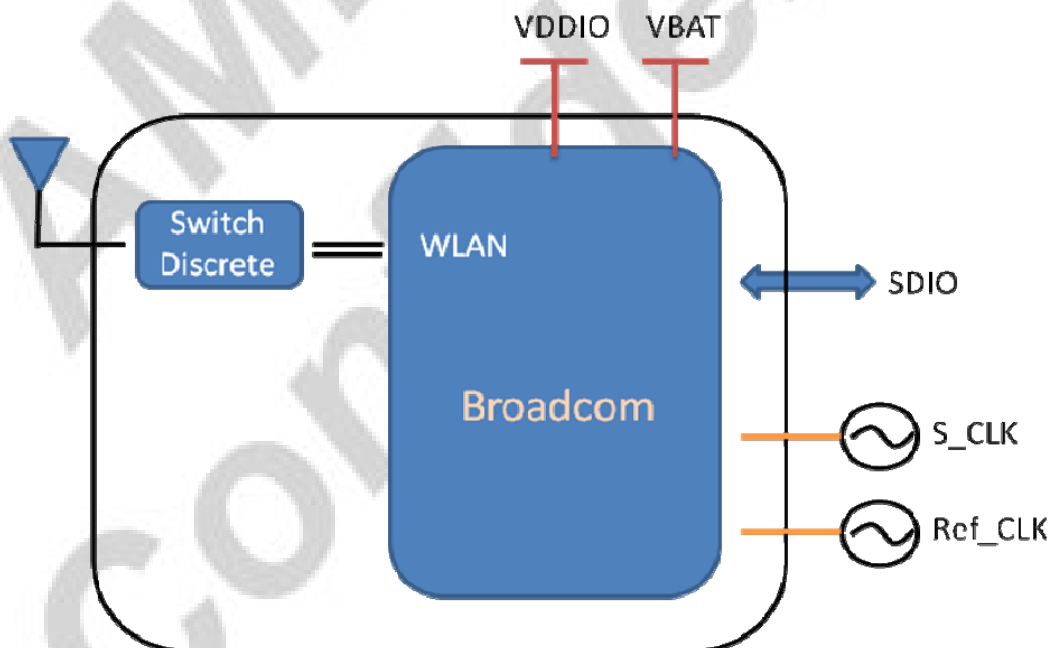 VDDIO VBAT
Switch
Discrete
WLAN
SDIO
Broadcom
S_CLK
Ref_CLK